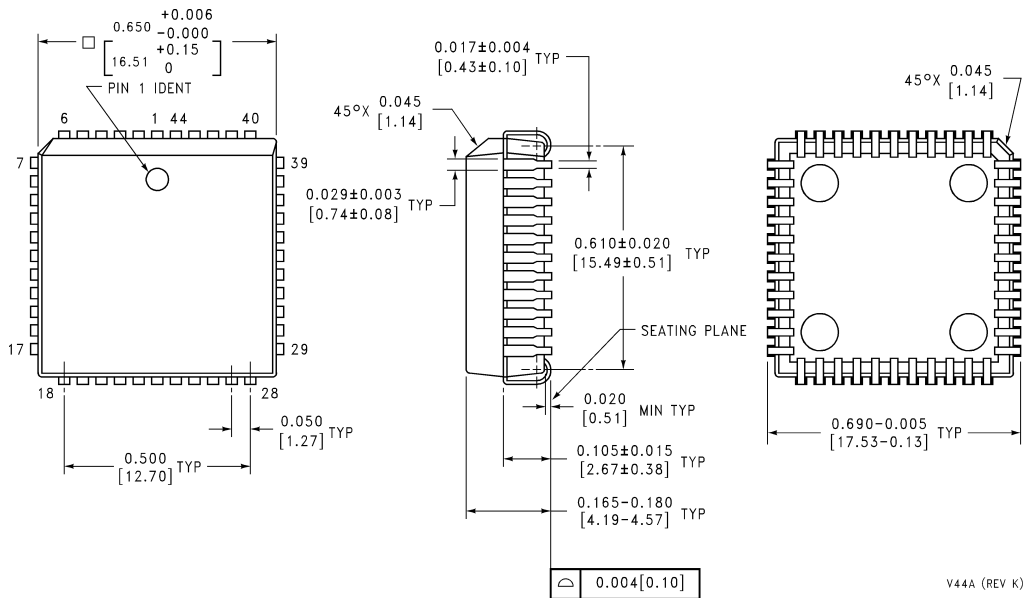 0.650 +0.006 -0.000
[16.51 +0.15 0]
PIN 1 IDENT
6 1 44 40
7 39
17 29
18 28
0.050 [1.27] TYP
0.500 [12.70] TYP
0.017±0.004 [0.43±0.10] TYP
45°X 0.045 [1.14]
0.029±0.003 [0.74±0.08] TYP
0.610±0.020 [15.49±0.51] TYP
SEATING PLANE
0.020 [0.51] MIN TYP
0.105±0.015 [2.67±0.38] TYP
0.165-0.180 [4.19-4.57] TYP
0.004[0.10]
45°X 0.045 [1.14]
0.690-0.005 [17.53-0.13] TYP
V44A (REV K)